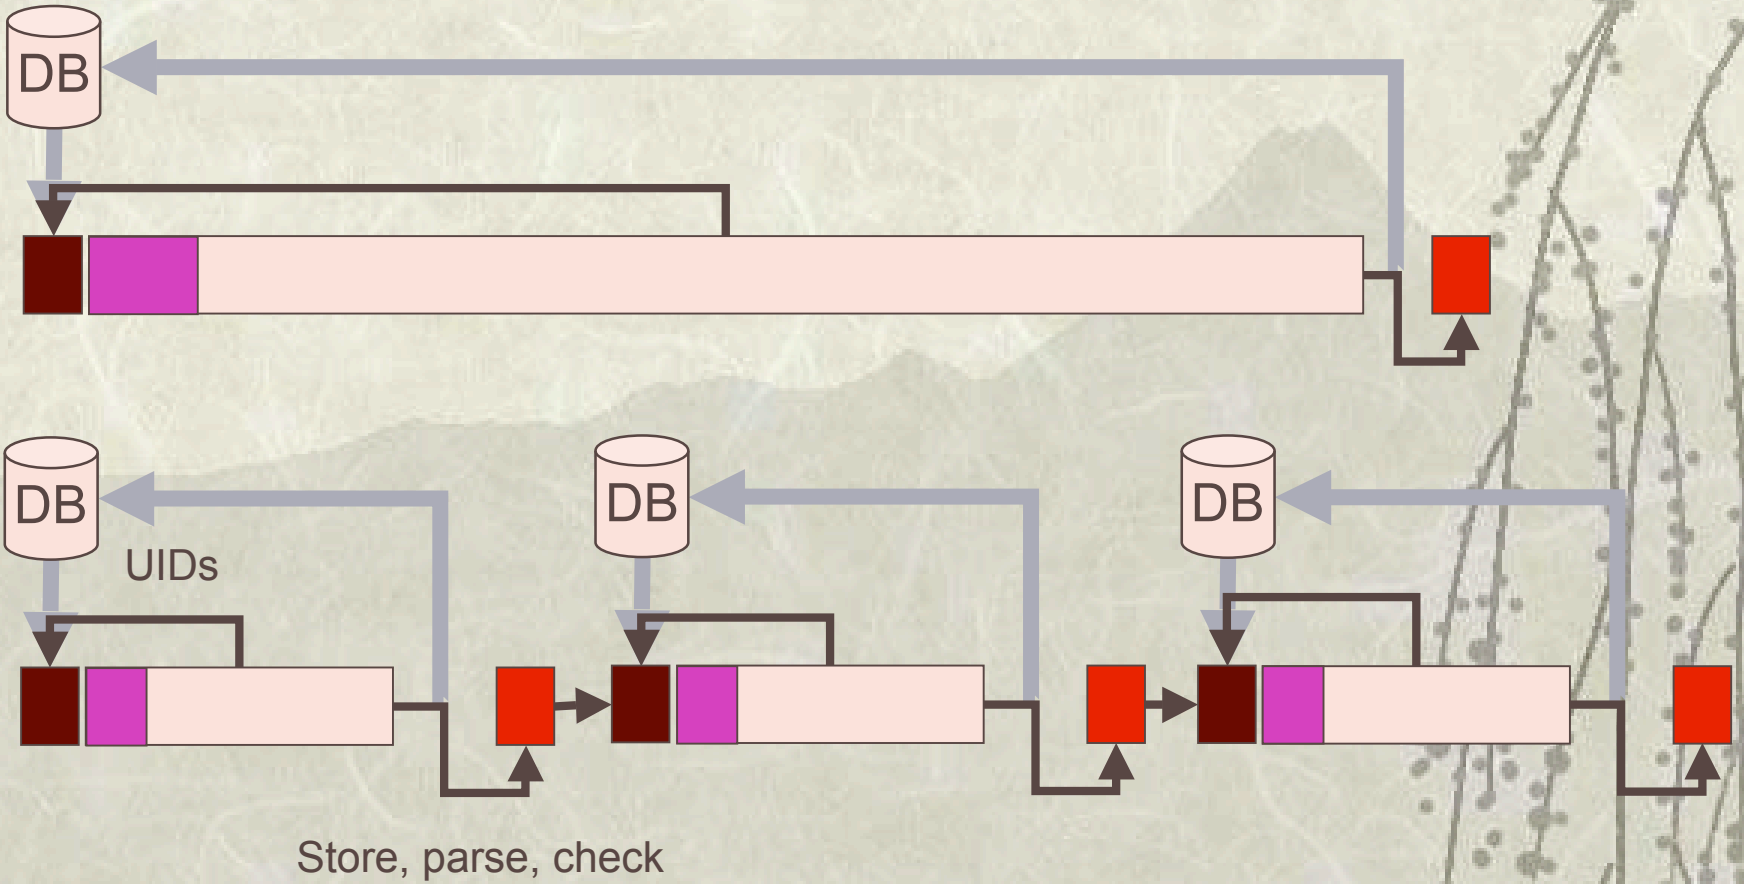 DB
DB
DB
DB
UIDs
Store, parse, check